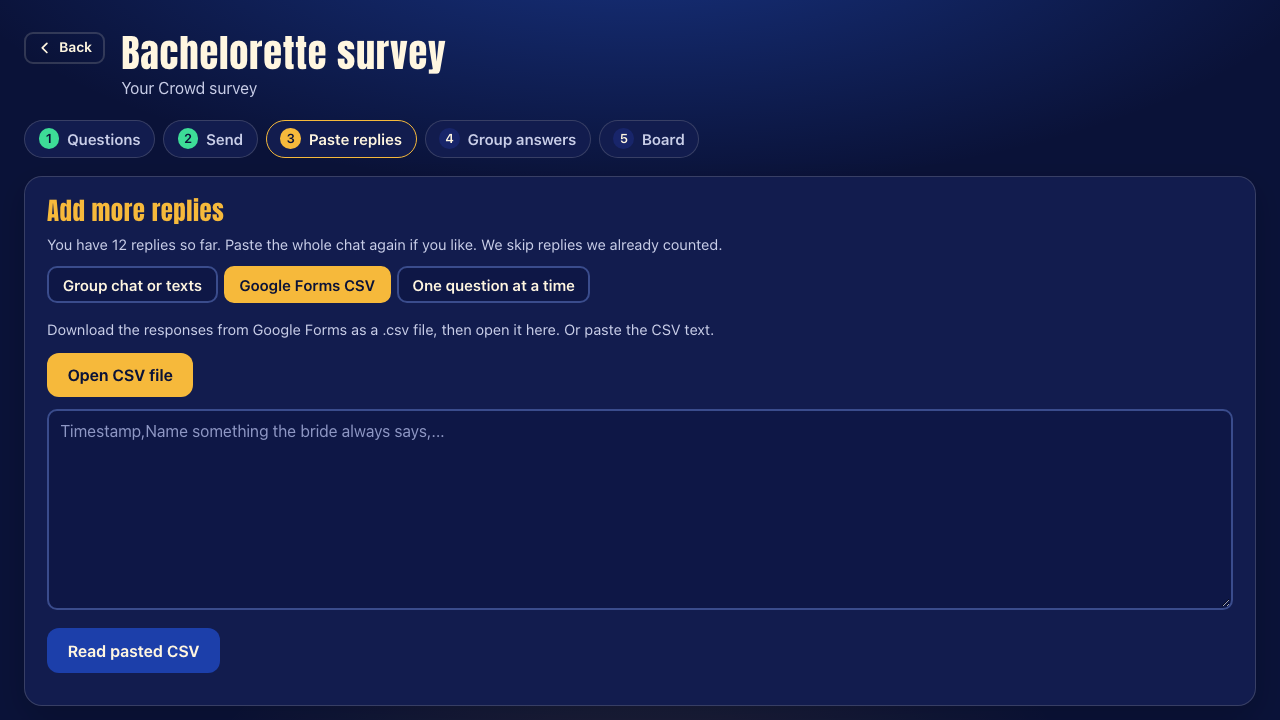 Back
Bachelorette survey
Your Crowd survey
1 Questions
2 Send
3 Paste replies
4 Group answers
5 Board
Add more replies
You have 12 replies so far. Paste the whole chat again if you like. We skip replies we already counted.
Group chat or texts
Google Forms CSV
One question at a time
Download the responses from Google Forms as a .csv file, then open it here. Or paste the CSV text.
Open CSV file
Timestamp,Name something the bride always says,...
Read pasted CSV